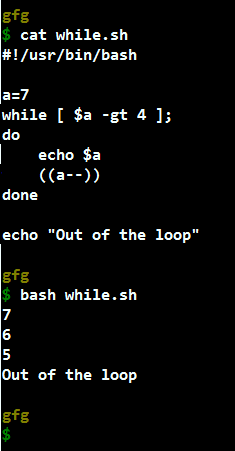 gfg
$ cat while.sh
#!/usr/bin/bash

a=7
while [ $a -gt 4 ];
do
    echo $a
    ((a--))
done

echo "Out of the loop"

gfg
$ bash while.sh
7
6
5
Out of the loop

gfg
$